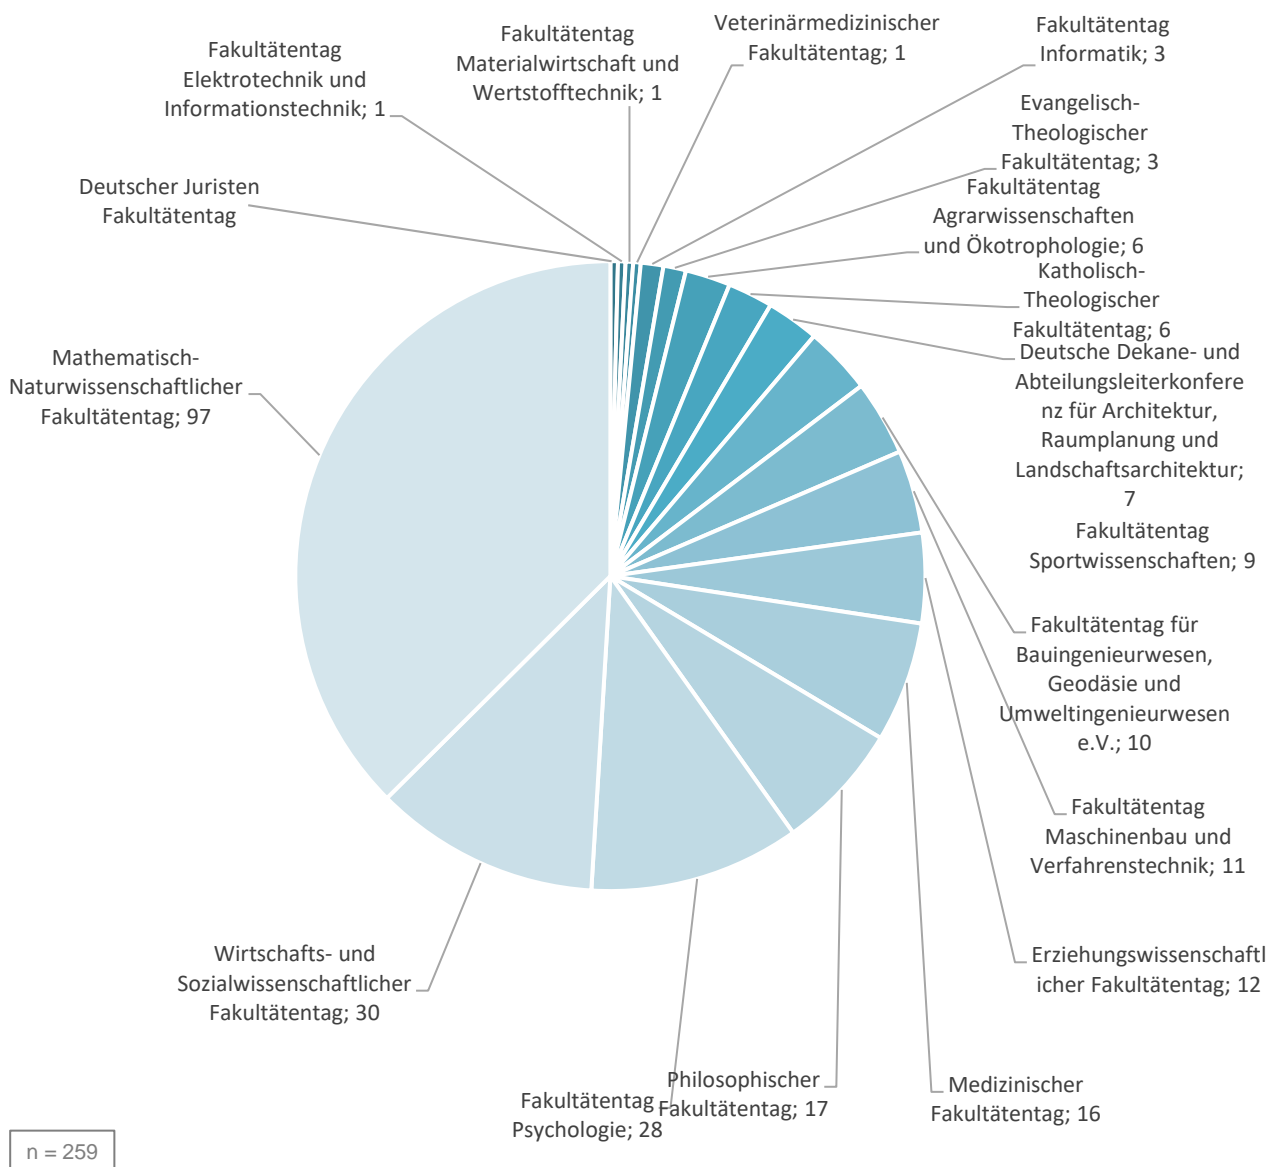 Fakultätentag
Elektrotechnik und
Informationstechnik; 1
Fakultätentag
Materialwirtschaft und
Wertstofftechnik; 1
Veterinärmedizinischer
Fakultätentag; 1
Fakultätentag
Informatik; 3
Evangelisch-
Theologischer
Fakultätentag; 3
Deutscher Juristen
Fakultätentag
Fakultätentag
Agrarwissenschaften
und Ökotrophologie; 6
Katholisch-
Theologischer
Fakultätentag; 6
Deutsche Dekane- und
Abteilungsleiterkonfere
nz für Architektur,
Raumplanung und
Landschaftsarchitektur;
7
Mathematisch-
Naturwissenschaftlicher
Fakultätentag; 97
Fakultätentag
Sportwissenschaften; 9
Fakultätentag für
Bauingenieurwesen,
Geodäsie und
Umweltingenieurwesen
e.V.; 10
Fakultätentag
Maschinenbau und
Verfahrenstechnik; 11
Erziehungswissenschaftl
icher Fakultätentag; 12
Wirtschafts- und
Sozialwissenschaftlicher
Fakultätentag; 30
Fakultätentag
Psychologie; 28
Philosophischer
Fakultätentag; 17
Medizinischer
Fakultätentag; 16
n = 259